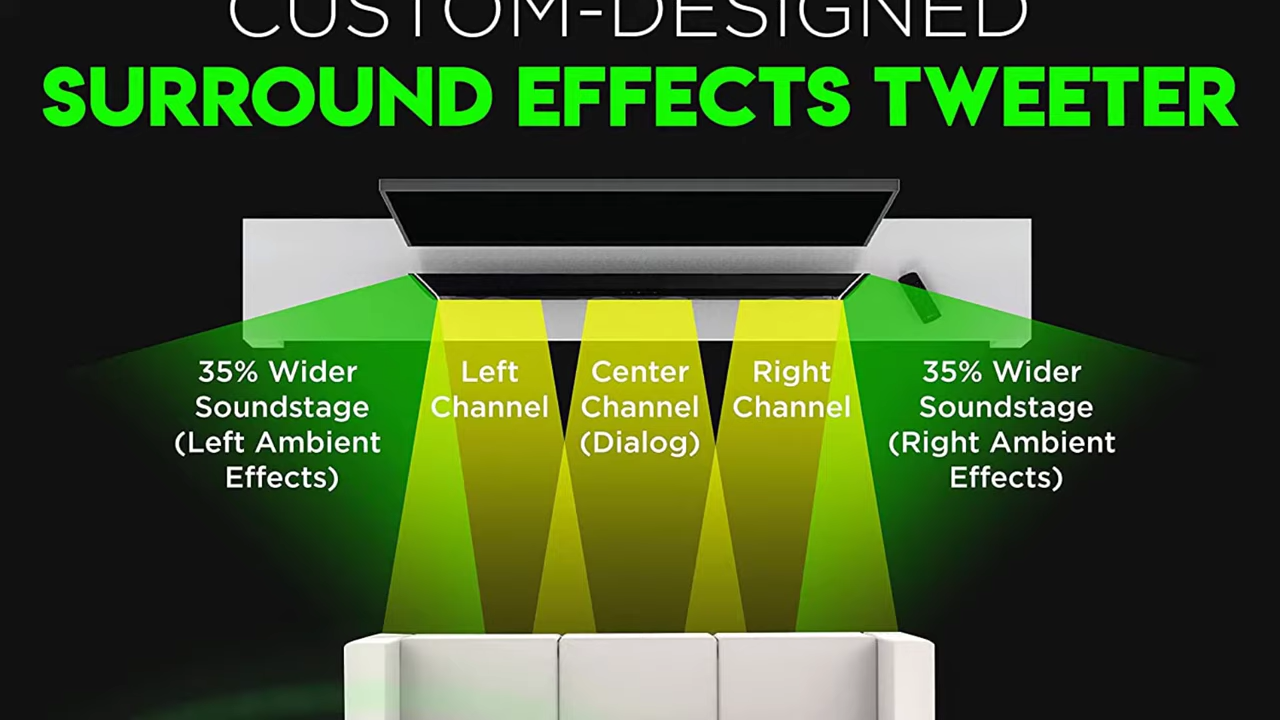 CUSTOM-DESIGNED
SURROUND EFFECTS TWEETER
35% Wider
Soundstage
(Left Ambient
Effects)
Left
Channel
Center
Channel
(Dialog)
Right
Channel
35% Wider
Soundstage
(Right Ambient
Effects)